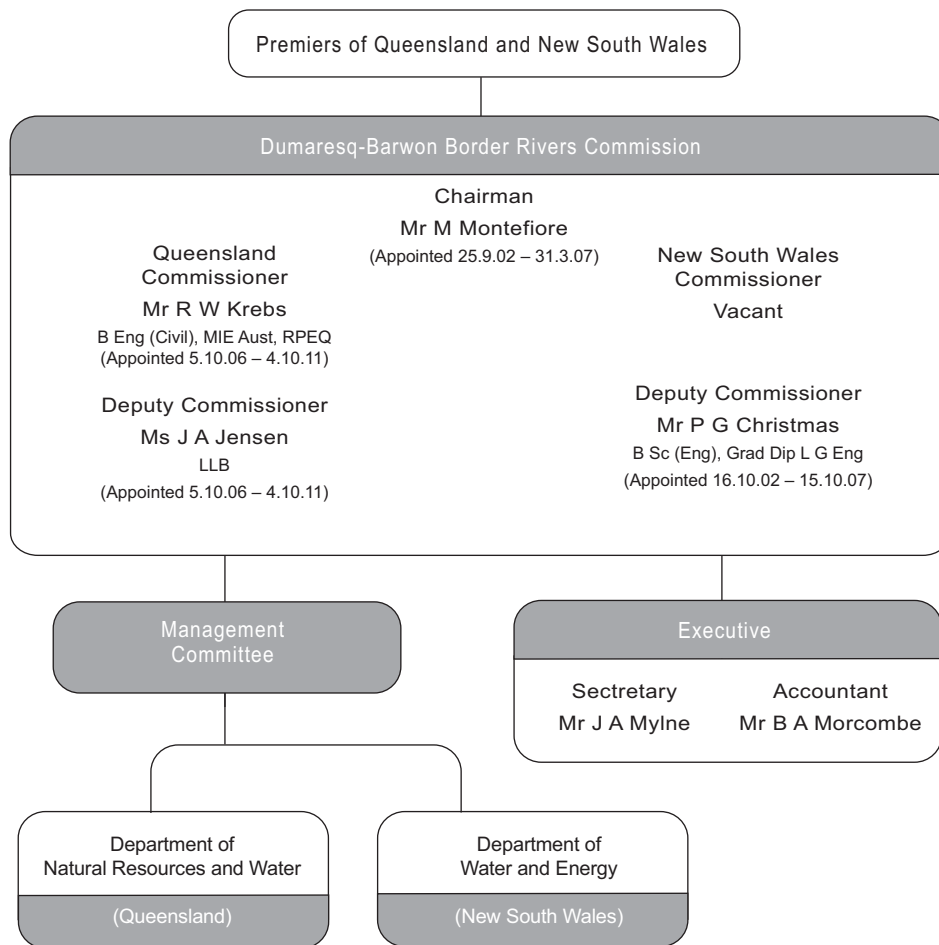 Premiers of Queensland and New South Wales
Dumaresq-Barwon Border Rivers Commission
Chairman
Mr M Montefiore
(Appointed 25.9.02 – 31.3.07)
Queensland
Commissioner
Mr R W Krebs
B Eng (Civil), MIE Aust, RPEQ
(Appointed 5.10.06 – 4.10.11)
New South Wales
Commissioner
Vacant
Deputy Commissioner
Ms J A Jensen
LLB
(Appointed 5.10.06 – 4.10.11)
Deputy Commissioner
Mr P G Christmas
B Sc (Eng), Grad Dip L G Eng
(Appointed 16.10.02 – 15.10.07)
Management
Committee
Executive
Sectretary
Mr J A Mylne
Accountant
Mr B A Morcombe
Department of
Natural Resources and Water
(Queensland)
Department of
Water and Energy
(New South Wales)